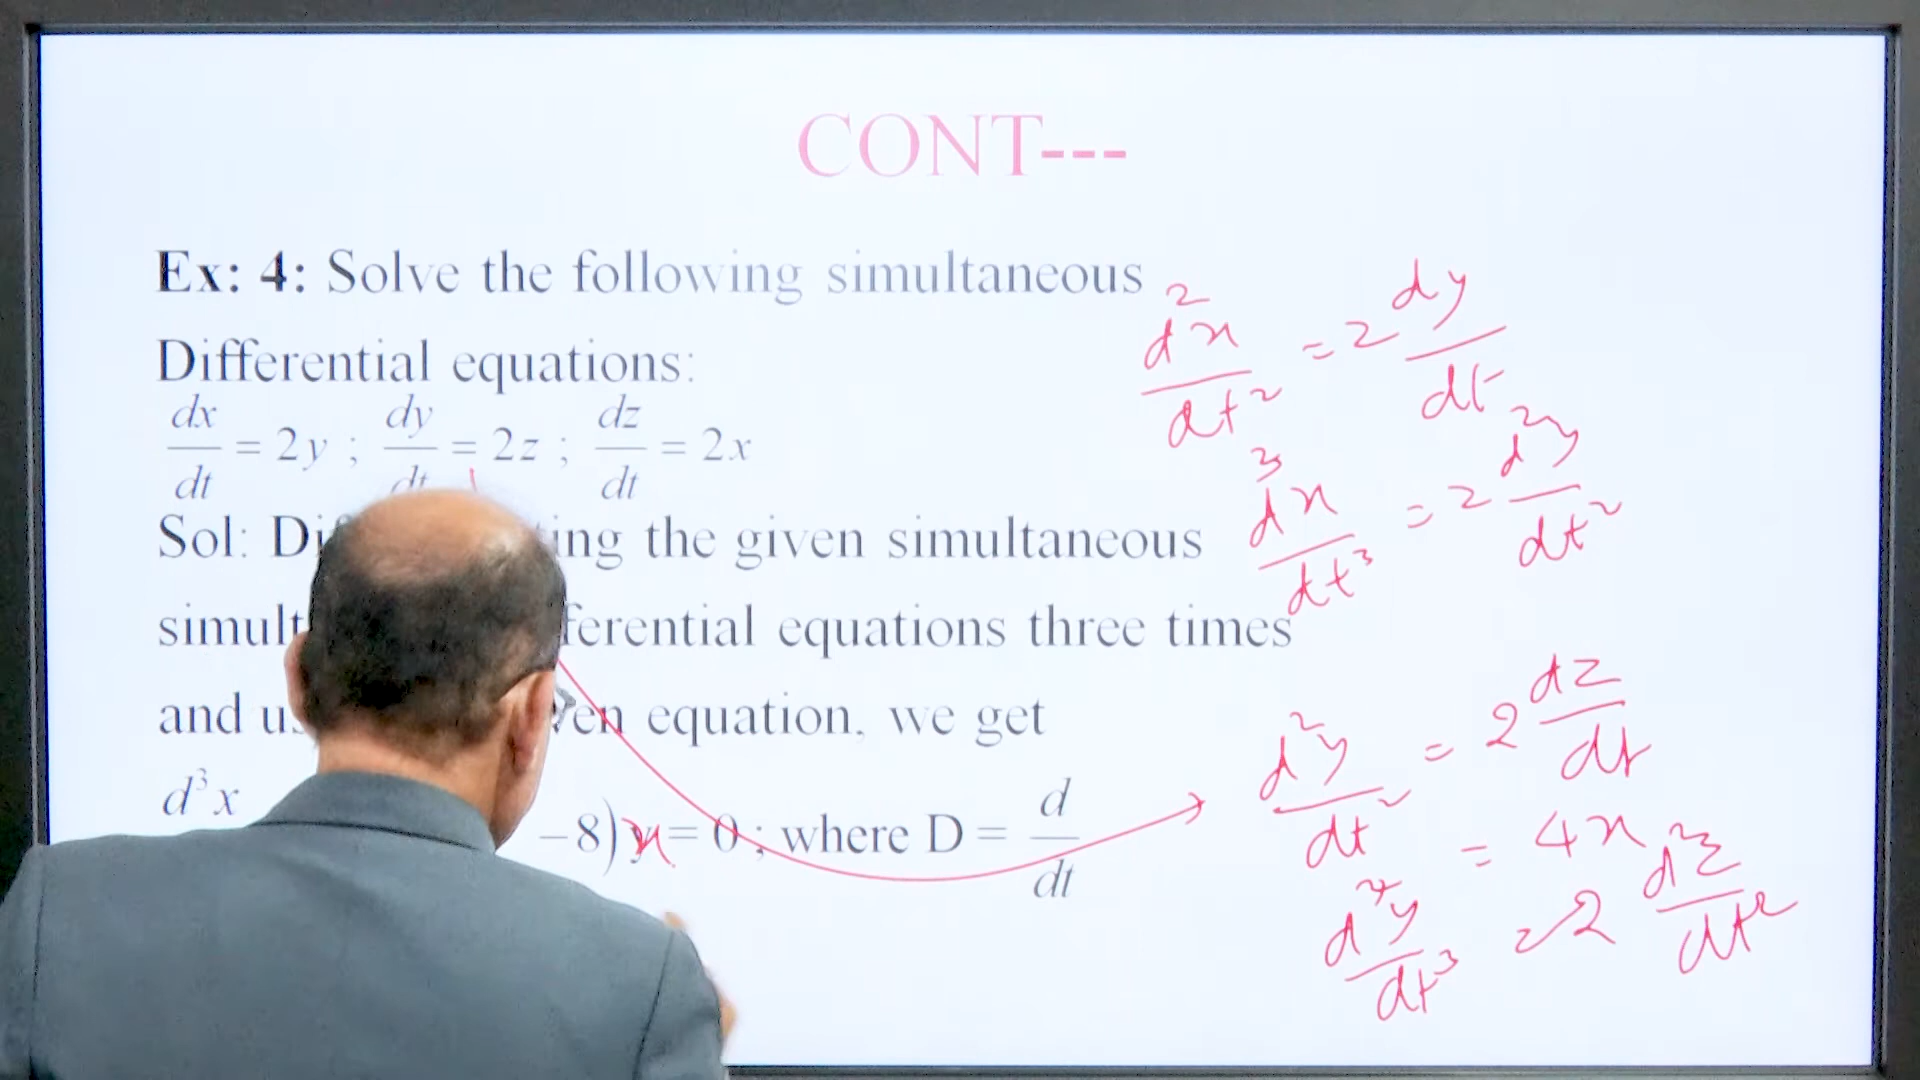 CONT---
Ex: 4: Solve the following simultaneous
Differential equations:
dx/dt = 2y ; dy/dt = 2z ; dz/dt = 2x
Sol: ing the given simultaneous
simult ferential equations three times
and equation, we get
d³x −8)x = 0 ; where D = d/dt
d²x/dt² = 2 dy/dt
d³x/dt³ = 2 d²y/dt²
d²y/dt² = 2 dz/dt
= 4x
d³y/dt³ = 2 d²z/dt²